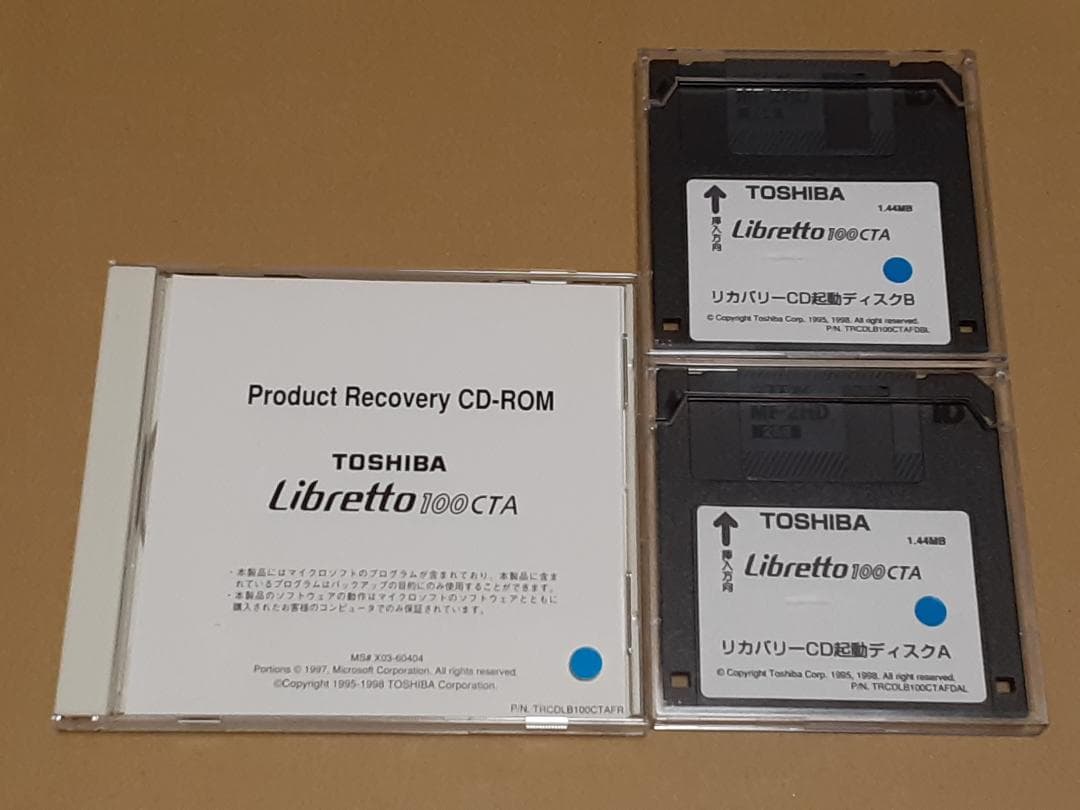 Product Recovery CD-ROM
TOSHIBA
Libretto 100CTA
・本製品にはマイクロソフトのプログラムが含まれており、本製品に含ま
れているプログラムはバックアップの目的にのみ使用することができます。
・本製品のソフトウェアの動作はマイクロソフトのソフトウェアとともに
購入されたお客様のコンピュータでのみ保証されています。
MS# X03-60404
Portions © 1997, Microsoft Corporation. All rights reserved.
©Copyright 1995-1998 TOSHIBA Corporation.
P/N. TRCDLB100CTAFR
TOSHIBA
1.44MB
挿入方向
Libretto 100CTA
リカバリーCD起動ディスクB
© Copyright Toshiba Corp. 1995, 1998. All right reserved.
P/N. TRCDLB100CTAFDBL
MF-2HD
TOSHIBA
1.44MB
挿入方向
Libretto 100CTA
リカバリーCD起動ディスクA
© Copyright Toshiba Corp. 1995, 1998. All right reserved.
P/N. TRCDLB100CTAFDAL